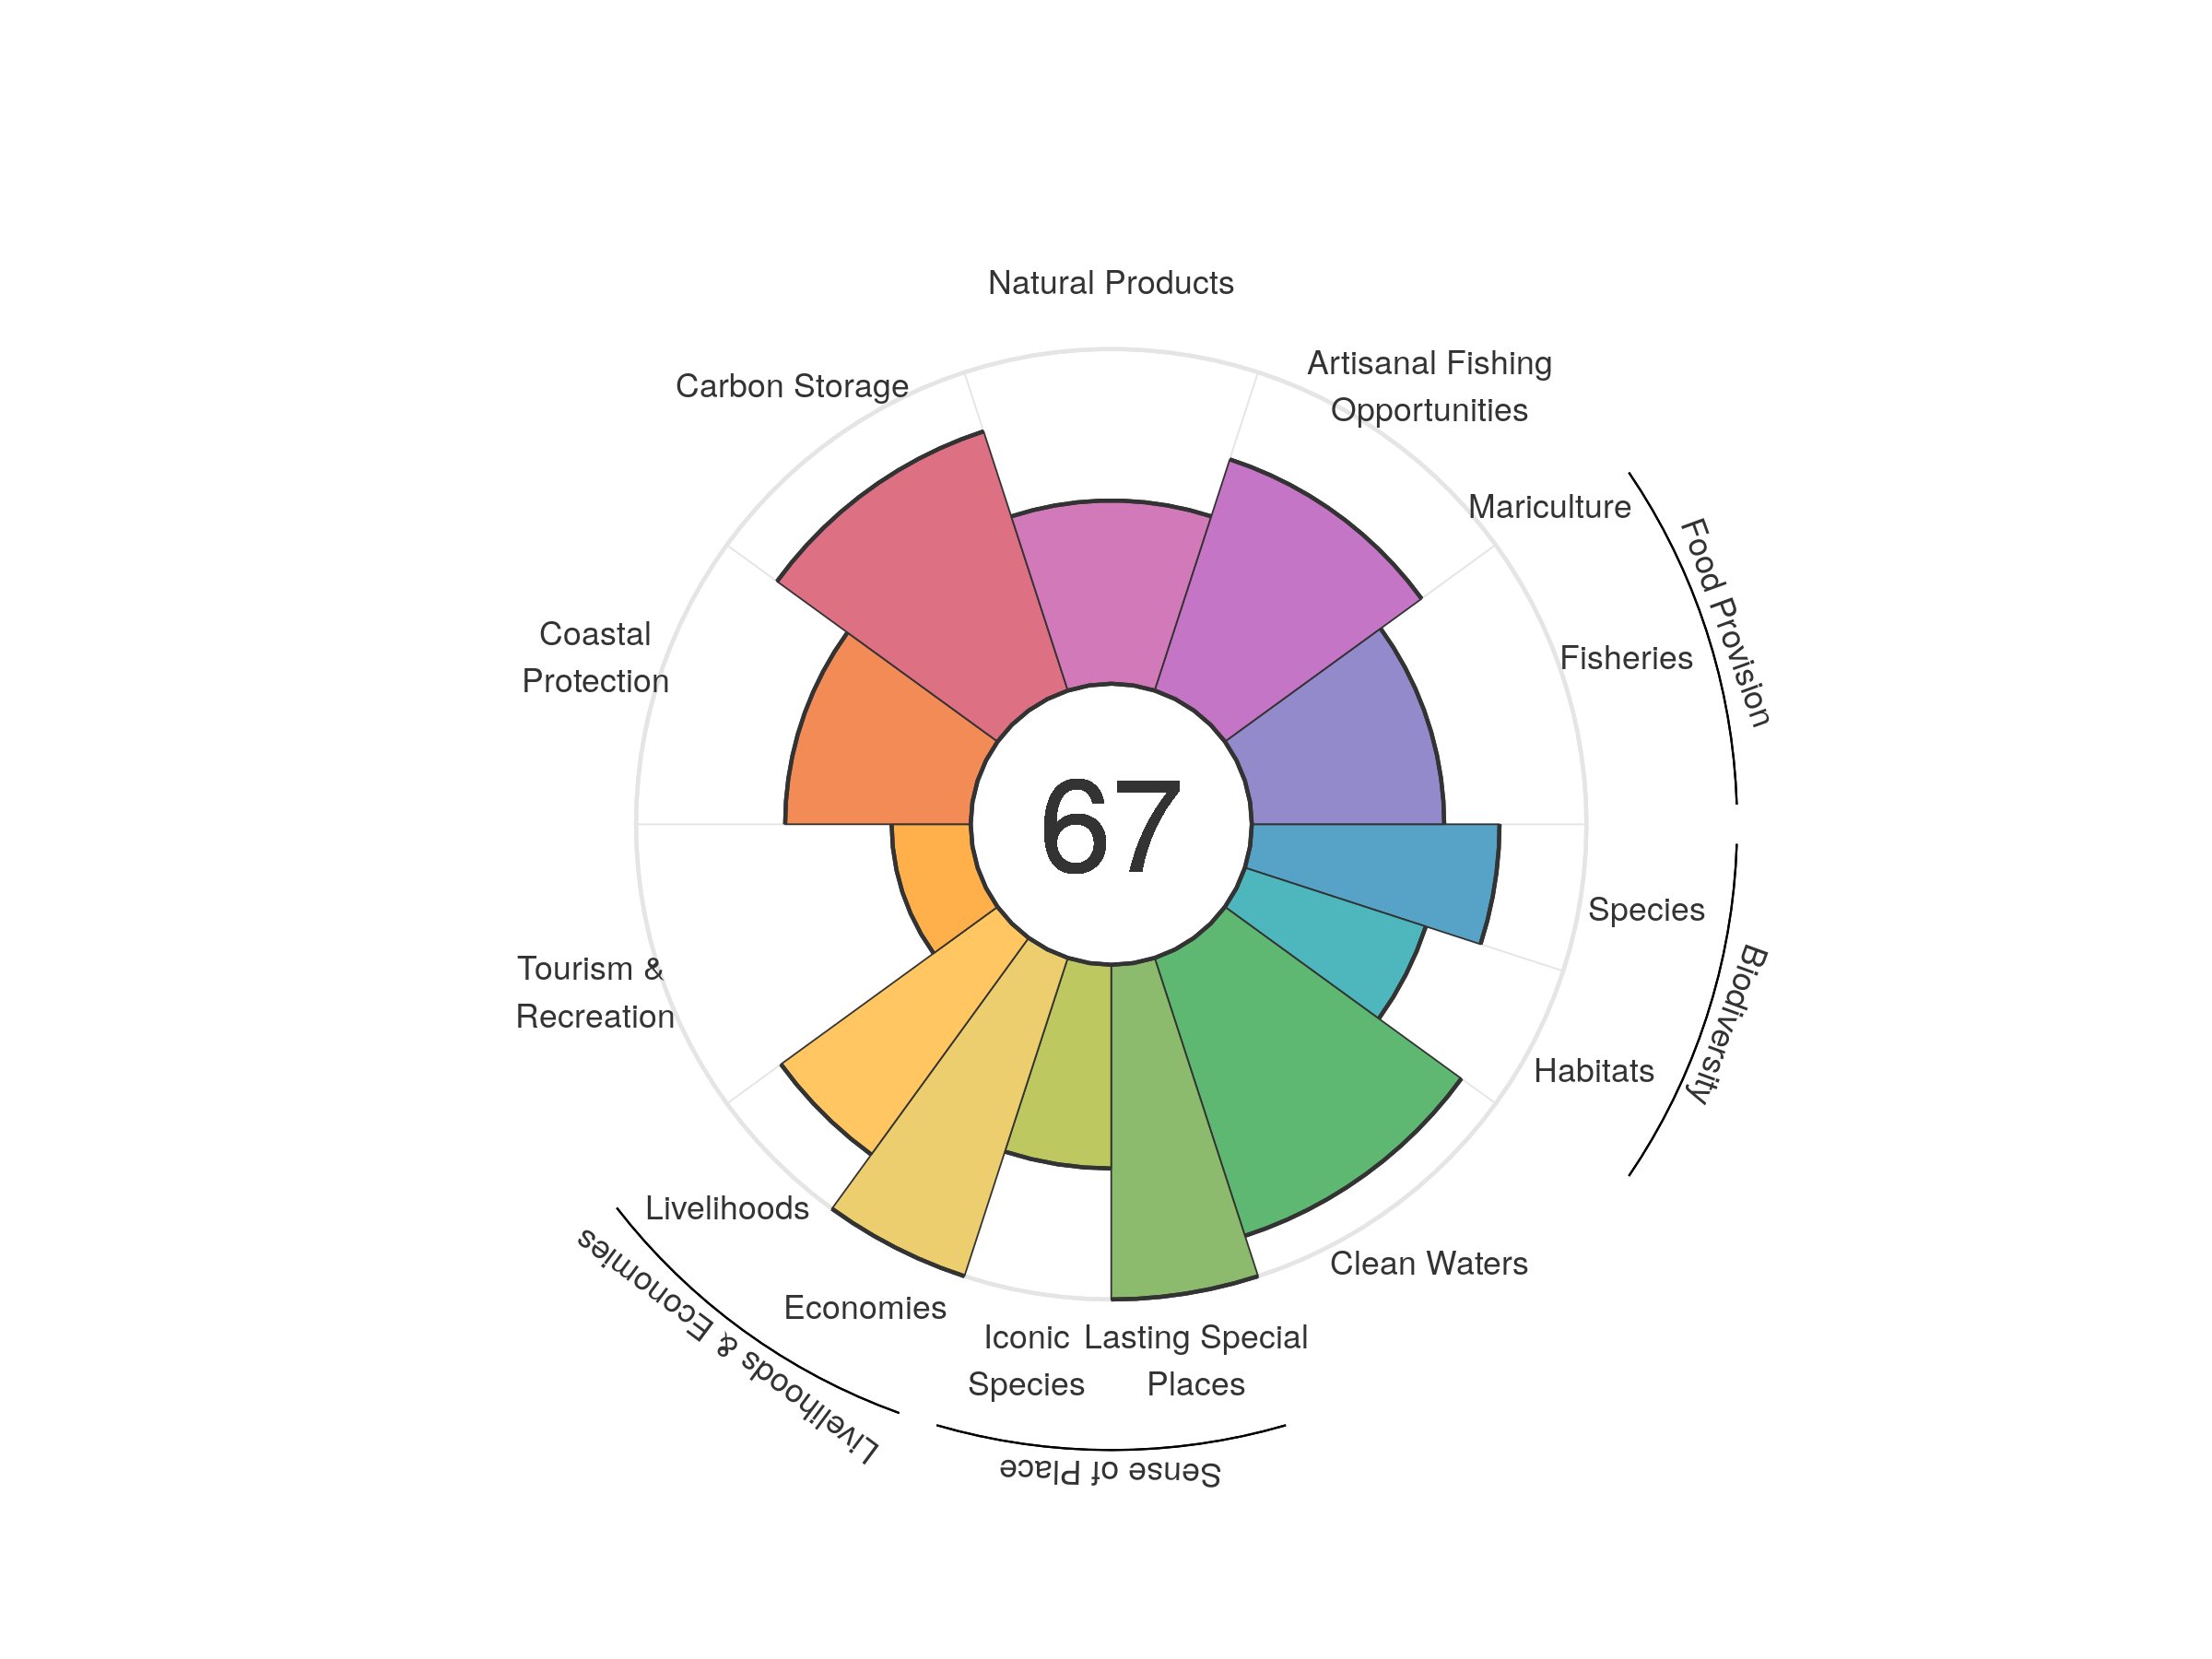 Natural Products
Artisanal Fishing
Opportunities
Carbon Storage
Mariculture
Food Provision
Fisheries
Coastal
Protection
67
Species
Biodiversity
Tourism &
Recreation
Habitats
Livelihoods
Clean Waters
Livelihoods & Economies
Economies
Iconic
Species
Lasting Special
Places
Sense of Place